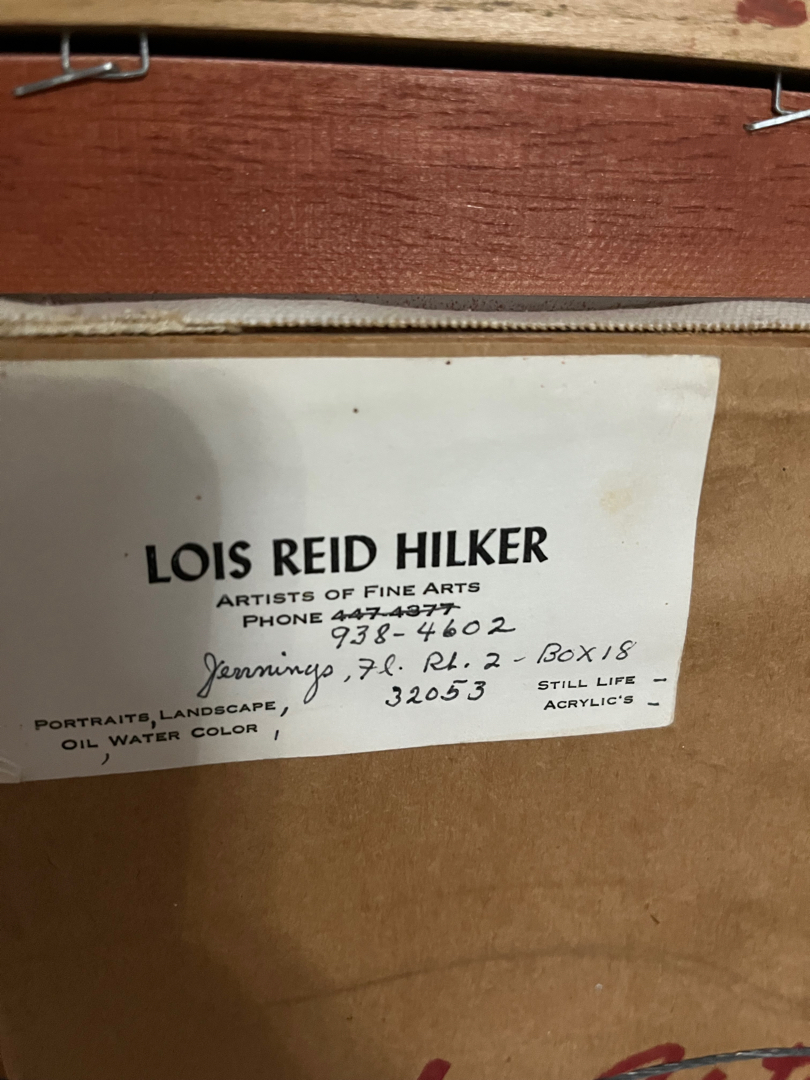 LOIS REID HILKER
ARTISTS OF FINE ARTS
PHONE 447-4377
938-4602
Jennings, Fl. Rt. 2 - BOX 18
32053
PORTRAITS, LANDSCAPE,
OIL, WATER COLOR,
STILL LIFE -
ACRYLIC'S -